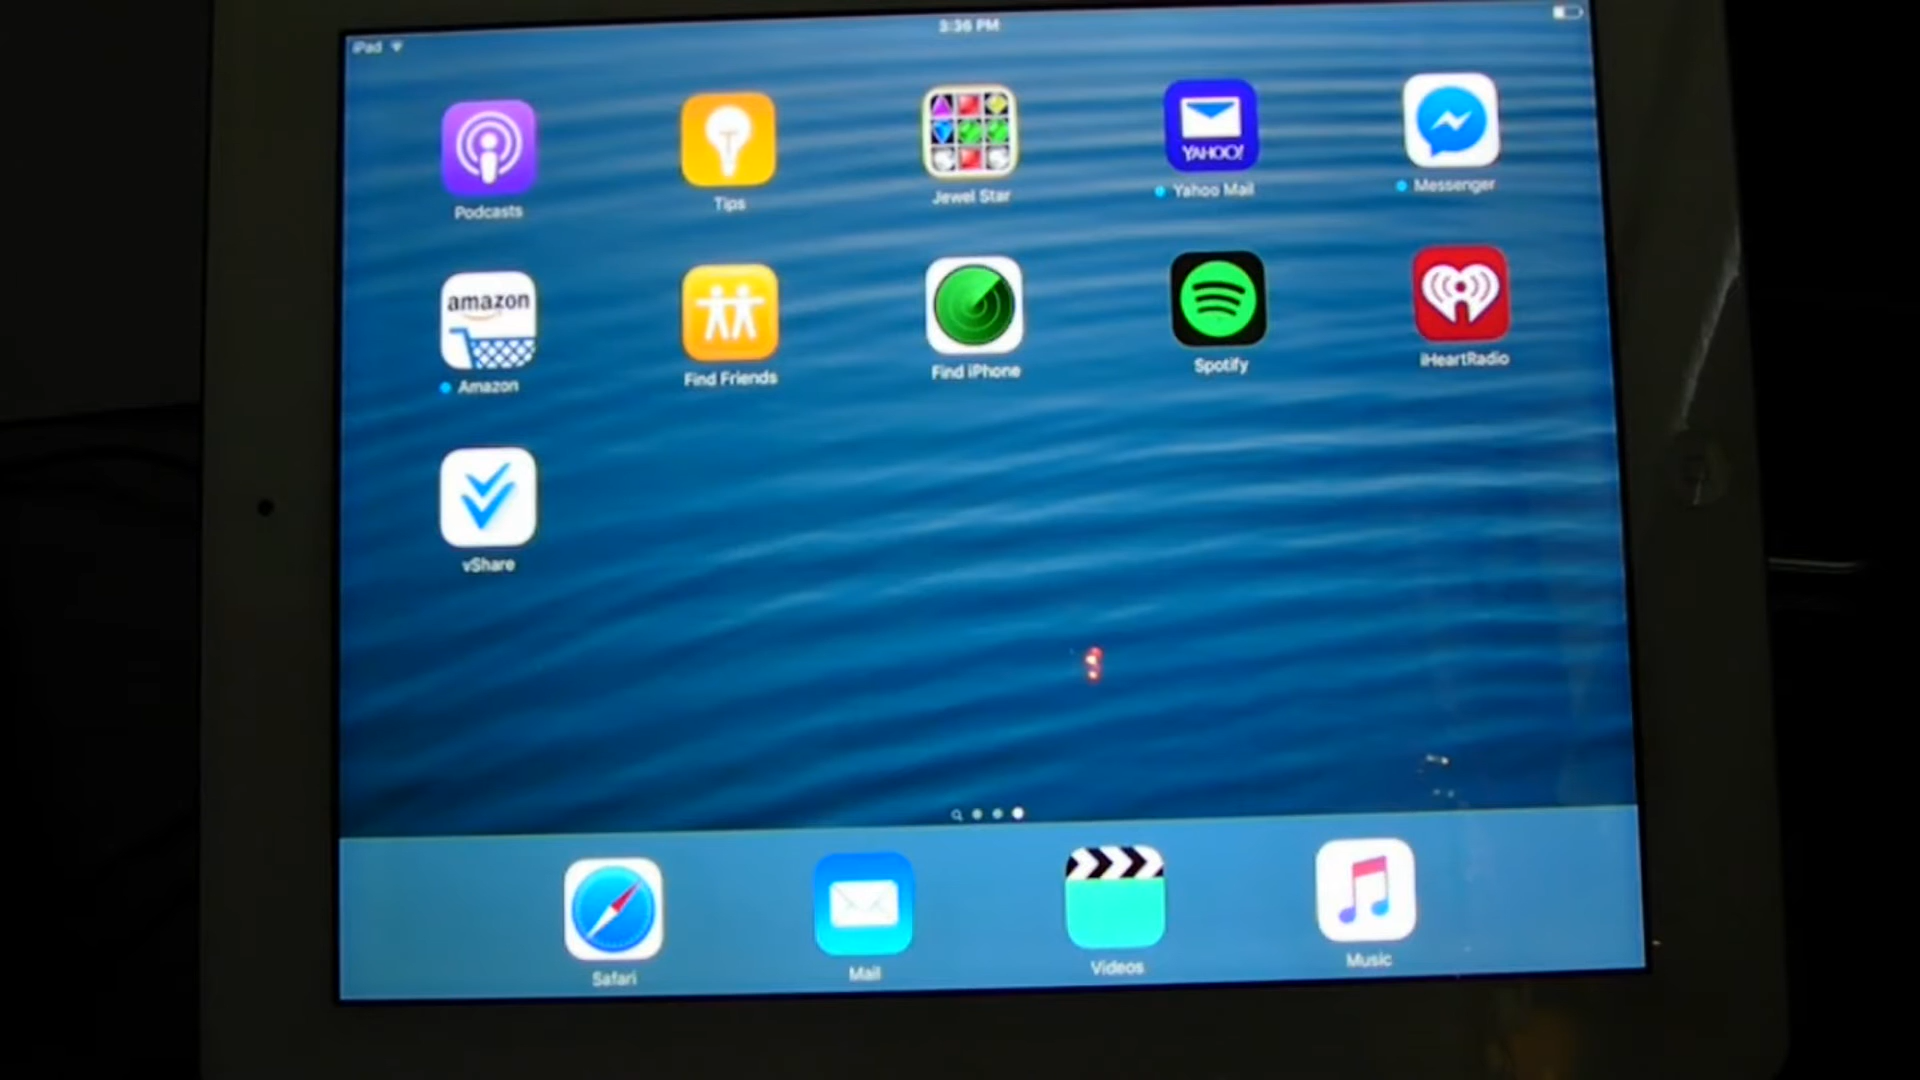 iPad
3:36 PM
Podcasts
Tips
Jewel Star
YAHOO!
Yahoo Mail
Messenger
amazon
Amazon
Find Friends
Find iPhone
Spotify
iHeartRadio
vShare
Safari
Mail
Videos
Music